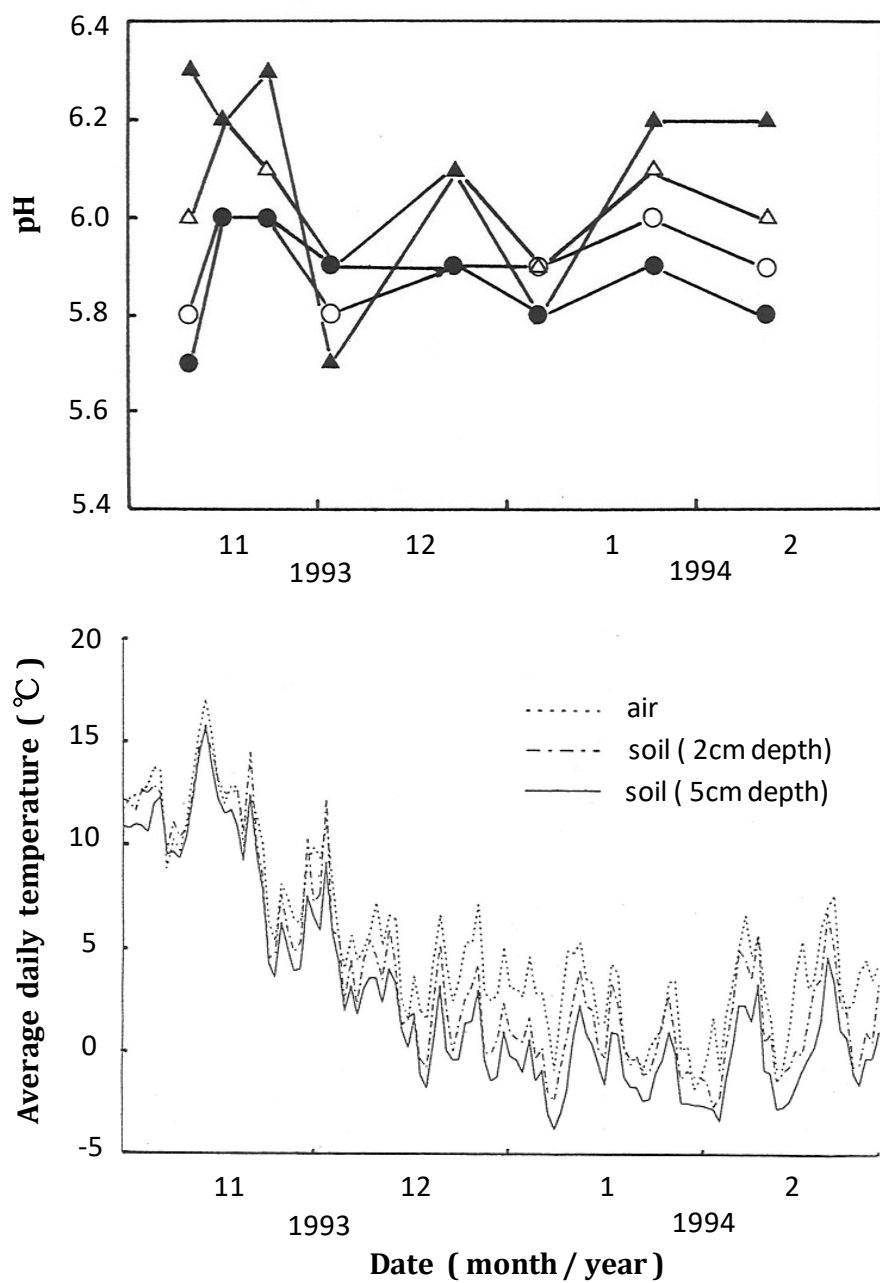 6.4
6.2
6.0
5.8
5.6
5.4
pH
11 12 1 2
1993 1994
20
15
10
5
0
-5
Average daily temperature ( ℃ )
air
soil ( 2cm depth)
soil ( 5cm depth)
11 12 1 2
1993 1994
Date ( month / year )